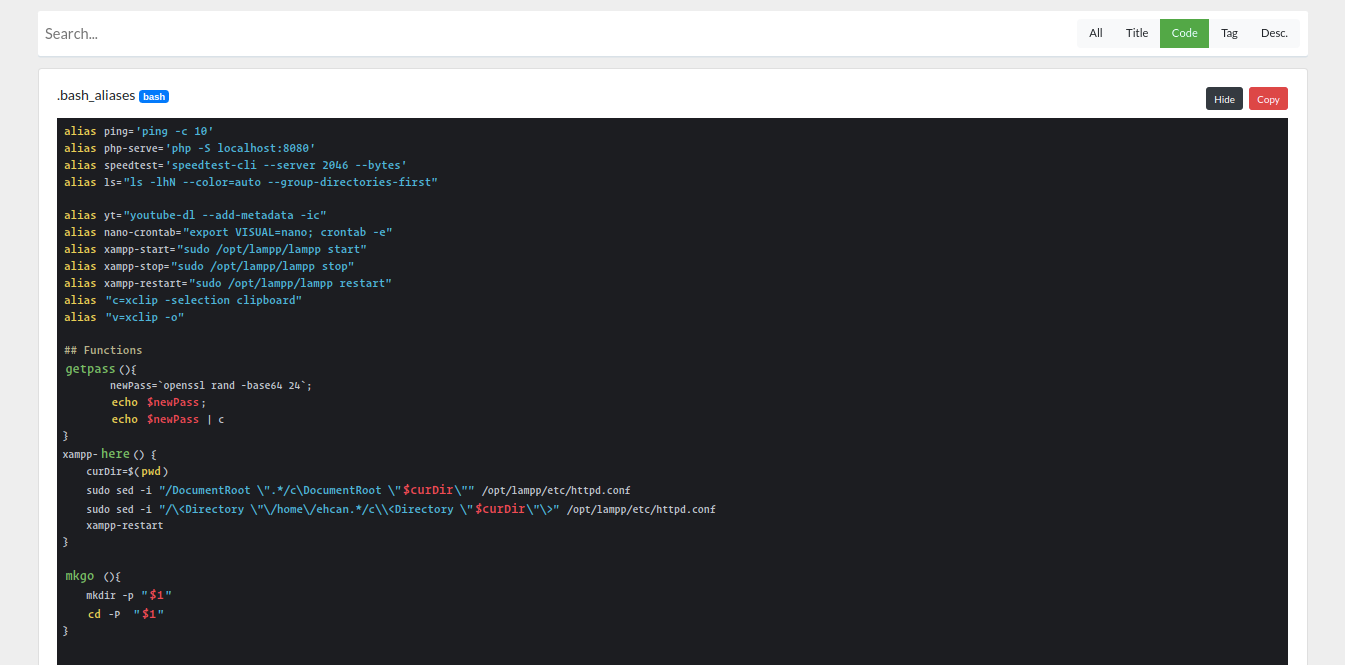 Search... All Title Code Tag Desc.
.bash_aliases bash Hide Copy
alias ping='ping -c 10'
alias php-serve='php -S localhost:8080'
alias speedtest='speedtest-cli --server 2046 --bytes'
alias ls="ls -lhN --color=auto --group-directories-first"

alias yt="youtube-dl --add-metadata -ic"
alias nano-crontab="export VISUAL=nano; crontab -e"
alias xampp-start="sudo /opt/lampp/lampp start"
alias xampp-stop="sudo /opt/lampp/lampp stop"
alias xampp-restart="sudo /opt/lampp/lampp restart"
alias "c=xclip -selection clipboard"
alias "v=xclip -o"

## Functions
getpass (){
newPass=`openssl rand -base64 24`;
echo $newPass;
echo $newPass | c
}
xampp-here () {
curDir=$(pwd)
sudo sed -i "/DocumentRoot \".*/c\DocumentRoot \"$curDir\"" /opt/lampp/etc/httpd.conf
sudo sed -i "/\<Directory \"\/home\/ehcan.*/c\\<Directory \"$curDir\"\>" /opt/lampp/etc/httpd.conf
xampp-restart
}

mkgo (){
mkdir -p "$1"
cd -P "$1"
}